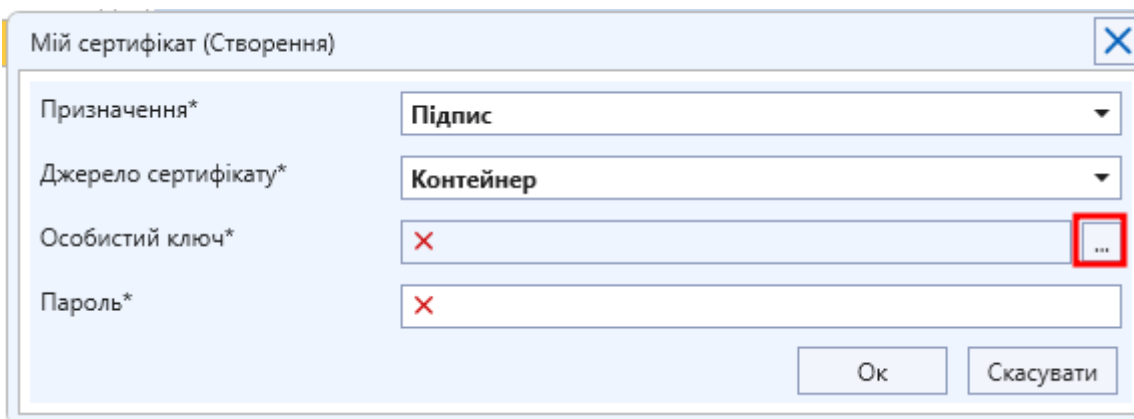 Мій сертифікат (Створення)
Призначення* Підпис
Джерело сертифікату* Контейнер
Особистий ключ* ...
Пароль*
Ок Скасувати